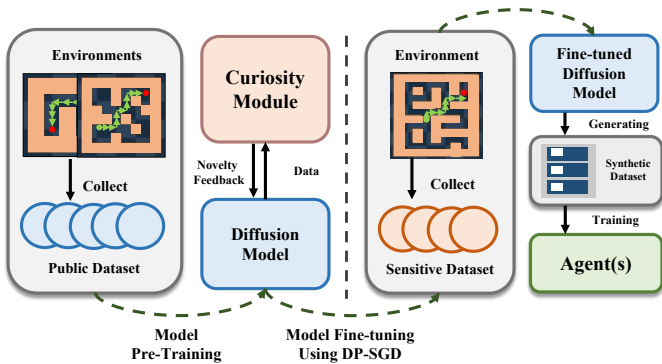 Environments
Collect
Public Dataset
Curiosity
Module
Novelty
Feedback
Data
Diffusion
Model
Model
Pre-Training
Model Fine-tuning
Using DP-SGD
Environment
Collect
Sensitive Dataset
Fine-tuned
Diffusion
Model
Generating
Synthetic
Dataset
Training
Agent(s)